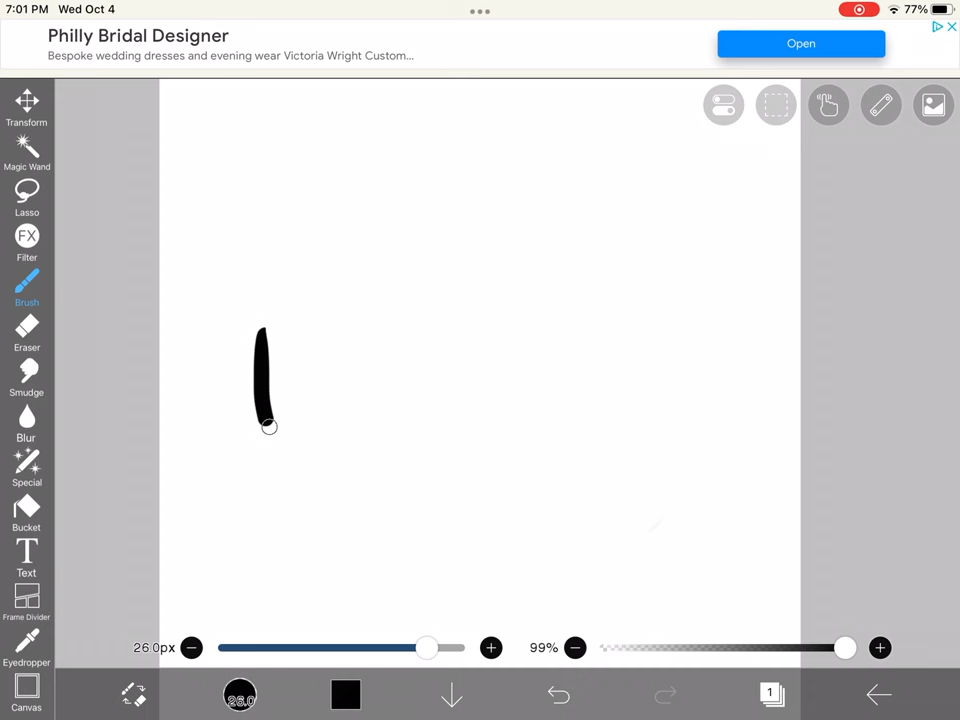 7:01 PM Wed Oct 4
77%
Philly Bridal Designer
Bespoke wedding dresses and evening wear Victoria Wright Custom...
Open
Transform
Magic Wand
Lasso
FX
Filter
Brush
Eraser
Smudge
Blur
Special
Bucket
T
Text
Frame Divider
Eyedropper
Canvas
26.0px
99%
26.0
1